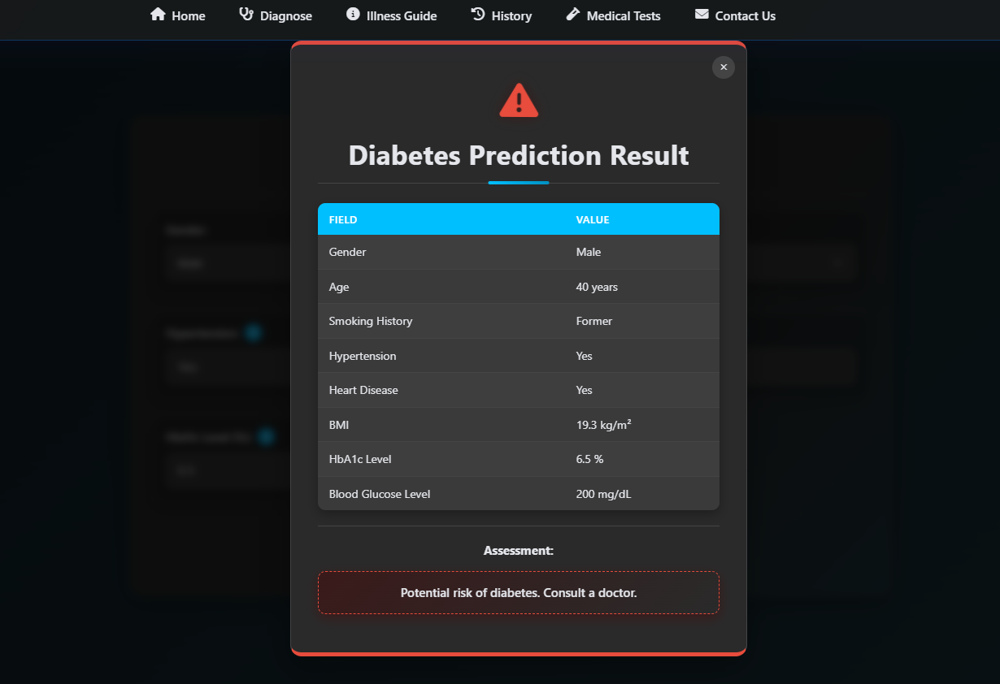 Home Diagnose Illness Guide History Medical Tests Contact Us
Diabetes Prediction Result
FIELD VALUE
Gender Male
Age 40 years
Smoking History Former
Hypertension Yes
Heart Disease Yes
BMI 19.3 kg/m²
HbA1c Level 6.5 %
Blood Glucose Level 200 mg/dL
Assessment:
Potential risk of diabetes. Consult a doctor.